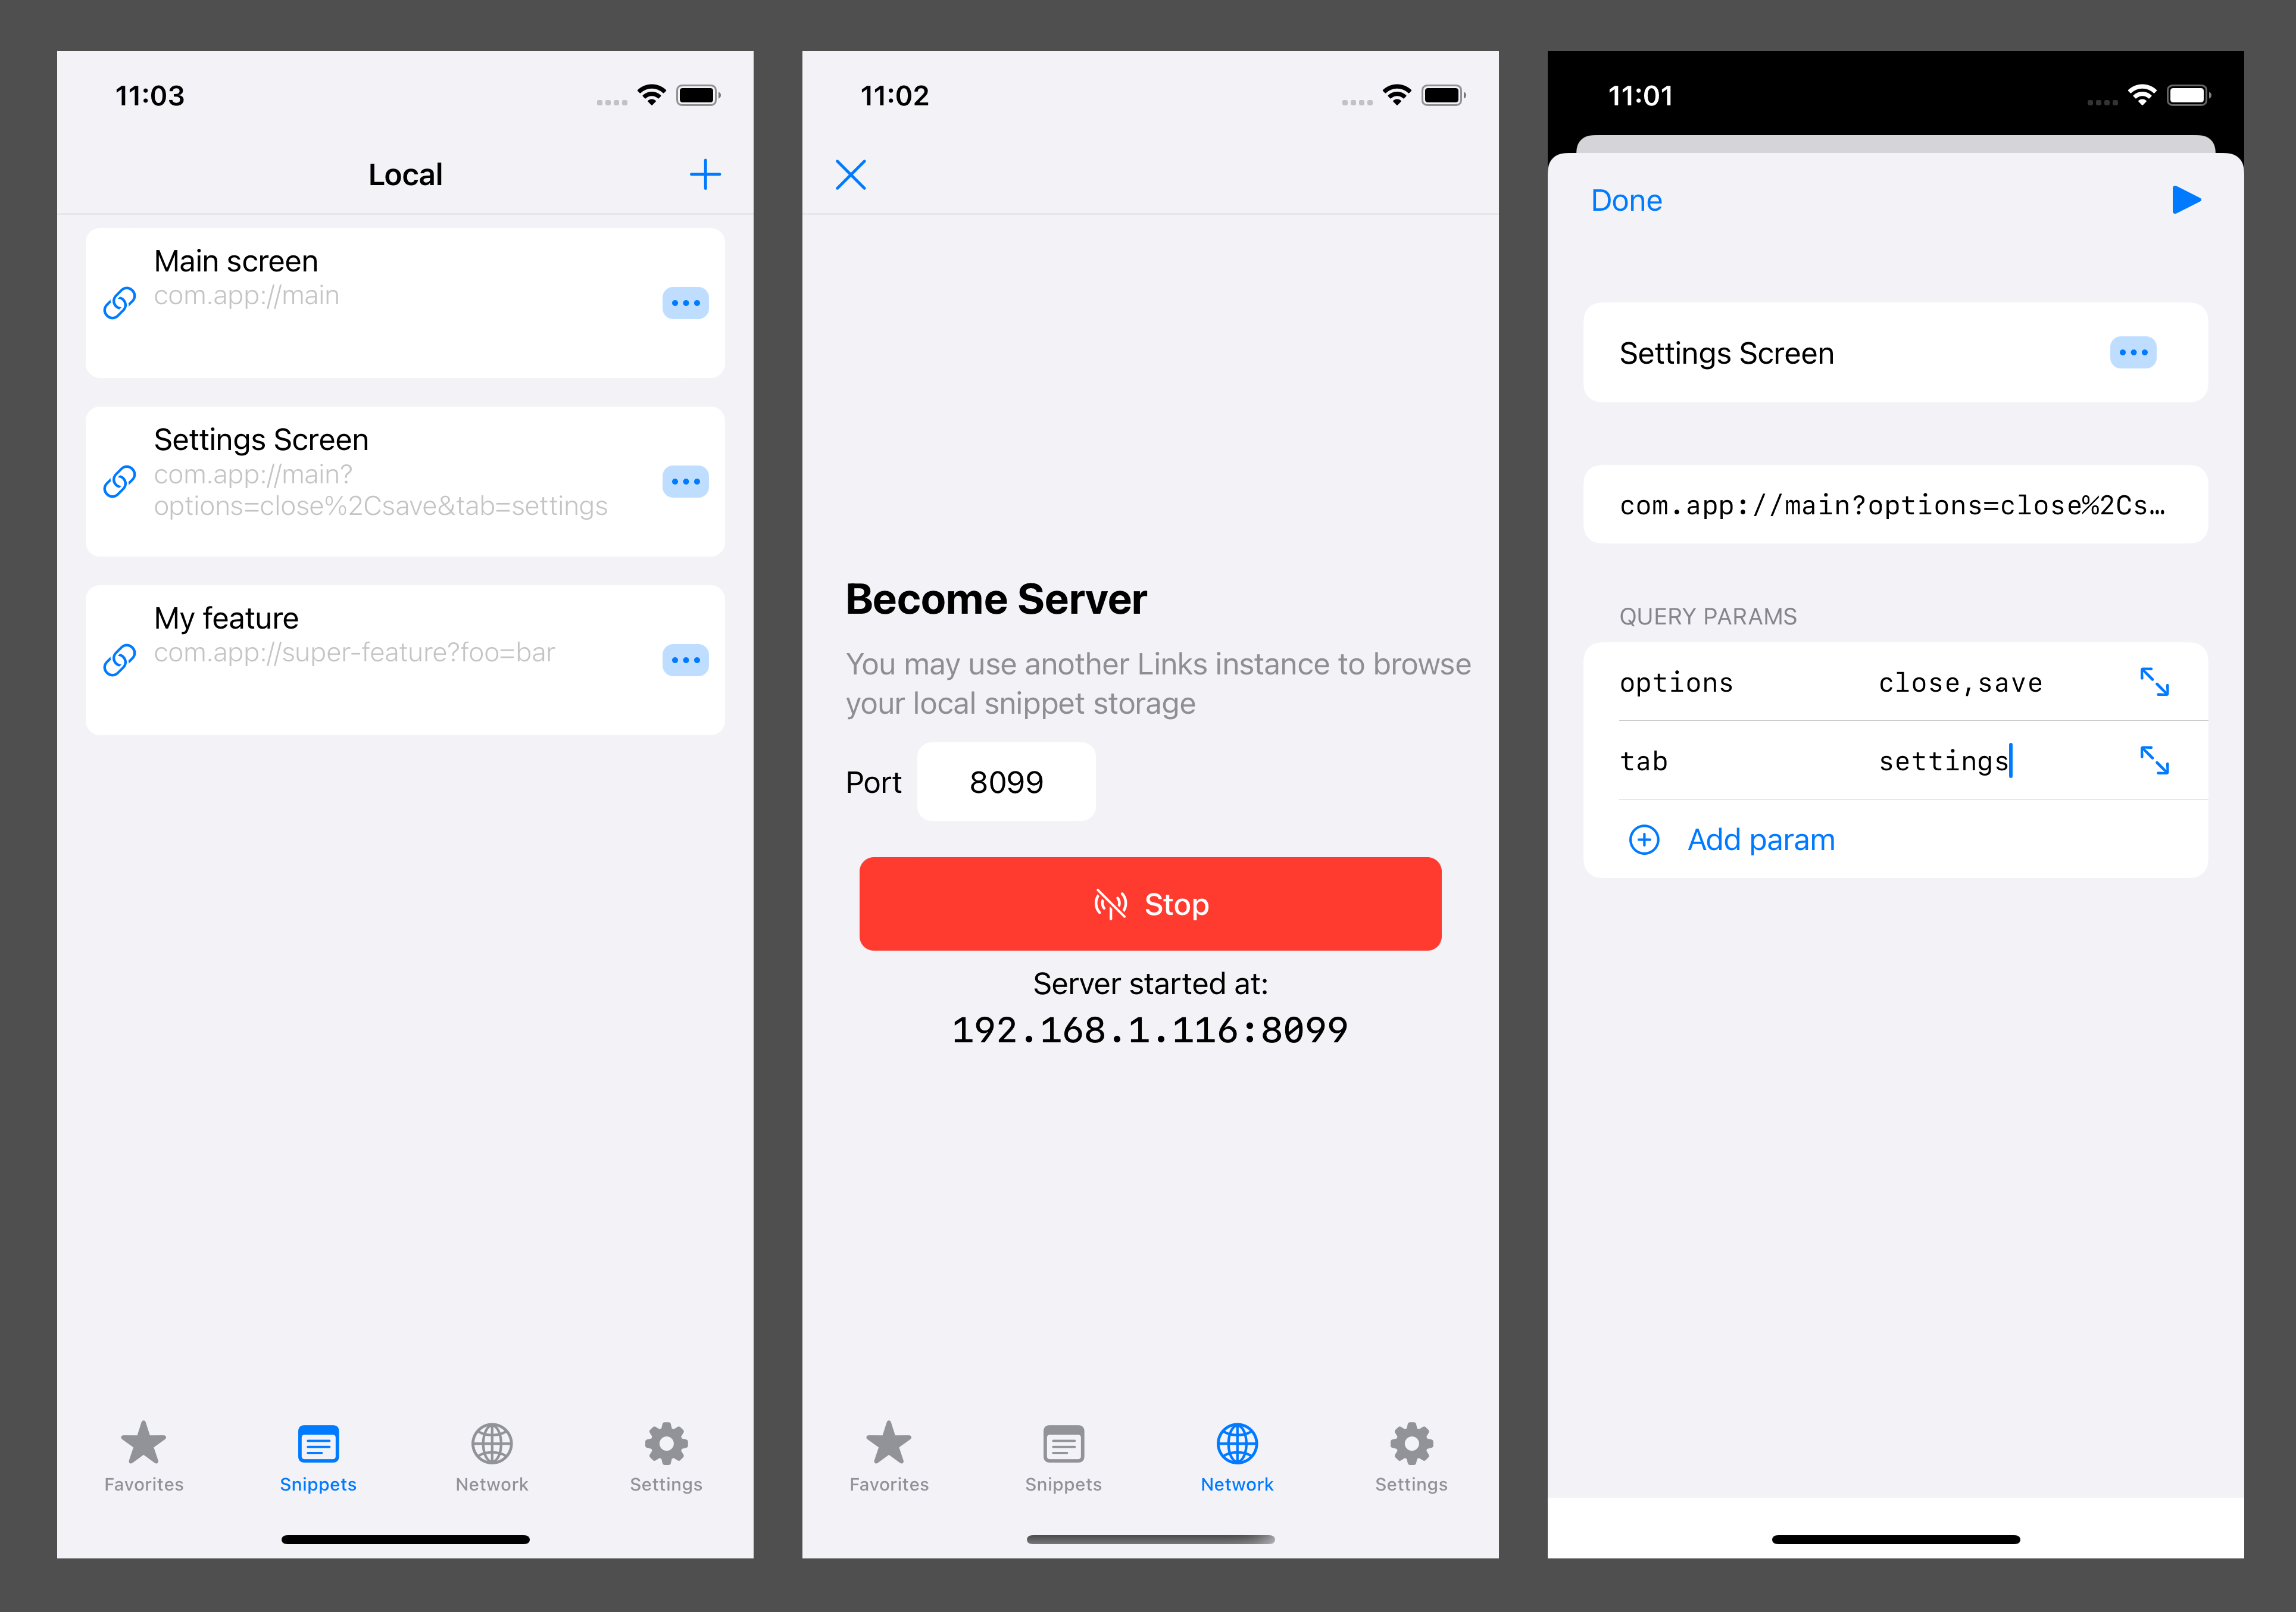 11:03
Local
Main screen
com.app://main
Settings Screen
com.app://main?
options=close%2Csave&tab=settings
My feature
com.app://super-feature?foo=bar
Favorites
Snippets
Network
Settings
11:02
Become Server
You may use another Links instance to browse
your local snippet storage
Port 8099
Stop
Server started at:
192.168.1.116:8099
Favorites
Snippets
Network
Settings
11:01
Done
Settings Screen
com.app://main?options=close%2Cs…
QUERY PARAMS
options close,save
tab settings
Add param